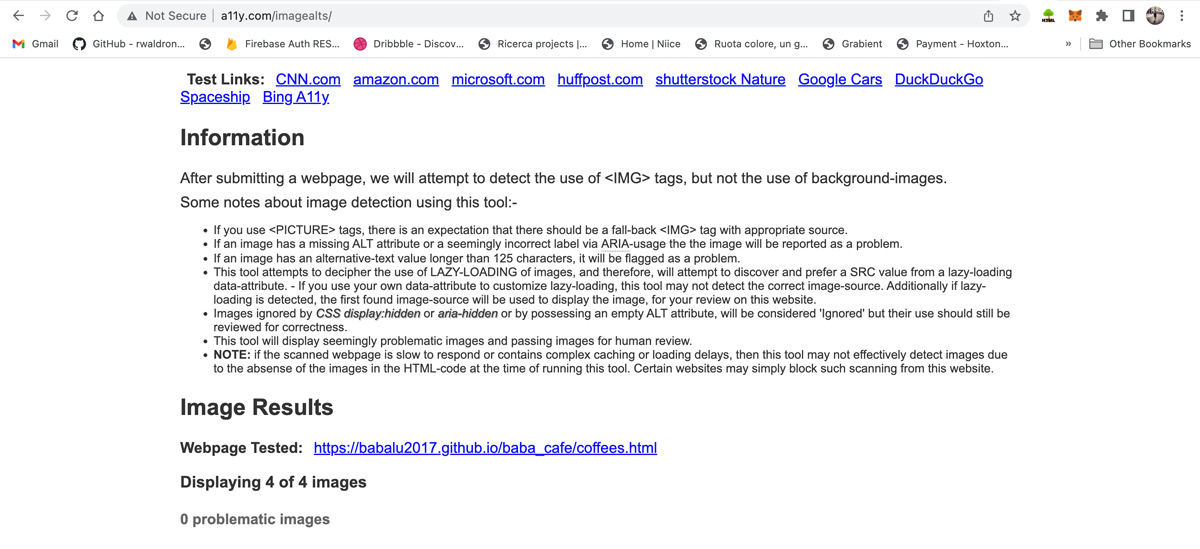 Not Secure | a11y.com/imagealts/
Gmail GitHub - rwaldron... Firebase Auth RES... Dribbble - Discov... Ricerca projects |... Home | Niice Ruota colore, un g... Grabient Payment - Hoxton... » Other Bookmarks
Test Links: CNN.com amazon.com microsoft.com huffpost.com shutterstock Nature Google Cars DuckDuckGo
Spaceship Bing A11y
Information
After submitting a webpage, we will attempt to detect the use of <IMG> tags, but not the use of background-images.
Some notes about image detection using this tool:-
• If you use <PICTURE> tags, there is an expectation that there should be a fall-back <IMG> tag with appropriate source.
• If an image has a missing ALT attribute or a seemingly incorrect label via ARIA-usage the the image will be reported as a problem.
• If an image has an alternative-text value longer than 125 characters, it will be flagged as a problem.
• This tool attempts to decipher the use of LAZY-LOADING of images, and therefore, will attempt to discover and prefer a SRC value from a lazy-loading
data-attribute. - If you use your own data-attribute to customize lazy-loading, this tool may not detect the correct image-source. Additionally if lazy-
loading is detected, the first found image-source will be used to display the image, for your review on this website.
• Images ignored by CSS display:hidden or aria-hidden or by possessing an empty ALT attribute, will be considered 'Ignored' but their use should still be
reviewed for correctness.
• This tool will display seemingly problematic images and passing images for human review.
• NOTE: if the scanned webpage is slow to respond or contains complex caching or loading delays, then this tool may not effectively detect images due
to the absense of the images in the HTML-code at the time of running this tool. Certain websites may simply block such scanning from this website.
Image Results
Webpage Tested: https://babalu2017.github.io/baba_cafe/coffees.html
Displaying 4 of 4 images
0 problematic images